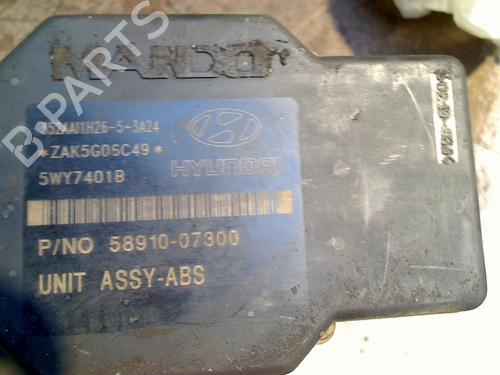 MANDO
*ZAK5G05C49*
HYUNDAI
5WY7401B
P/NO 58910-07300
UNIT ASSY-ABS
B-PARTS